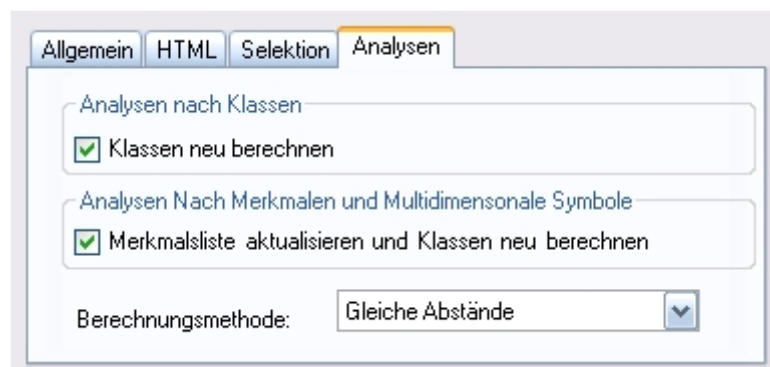 Allgemein HTML Selektion Analysen
Analysen nach Klassen
Klassen neu berechnen
Analysen Nach Merkmalen und Multidimensonale Symbole
Merkmalsliste aktualisieren und Klassen neu berechnen
Berechnungsmethode: Gleiche Abstände